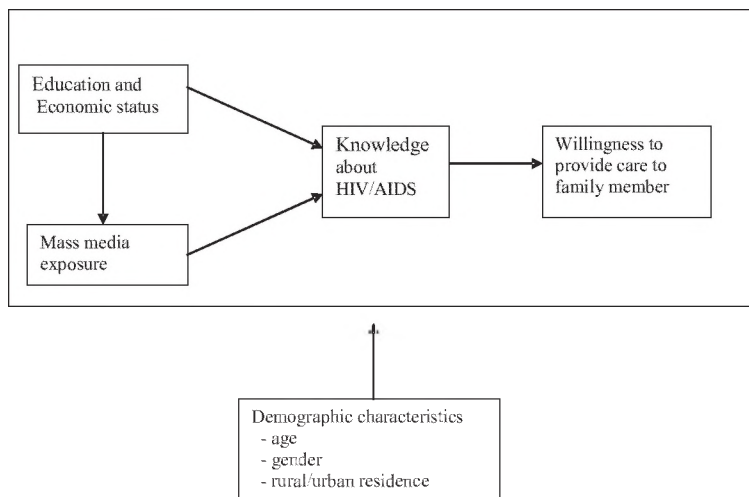 Education and
Economic status
Mass media
exposure
Knowledge
about
HIV/AIDS
Willingness to
provide care to
family member
Demographic characteristics
- age
- gender
- rural/urban residence